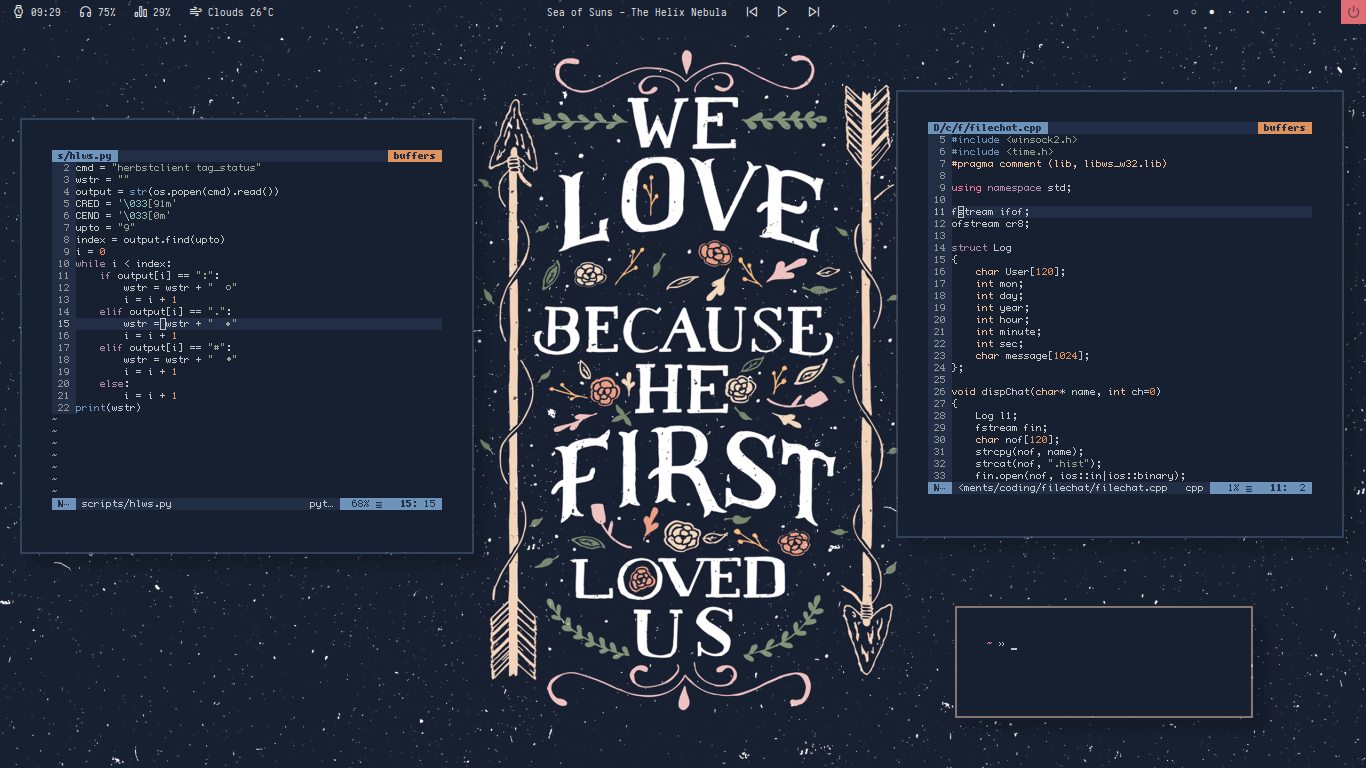 09:29 75% 29% Clouds 26°C Sea of Suns - The Helix Nebula
s/hlws.py buffers
2 cmd = "herbstclient tag_status"
3 wstr = ""
4 output = str(os.popen(cmd).read())
5 CRED = '\033[91m'
6 CEND = '\033[0m'
7 upto = "9"
8 index = output.find(upto)
9 i = 0
10 while i < index:
11 if output[i] == ":":
12 wstr = wstr + "  ○"
13 i = i + 1
14 elif output[i] == ".":
15 wstr = wstr + "  •"
16 i = i + 1
17 elif output[i] == "#":
18 wstr = wstr + "  ●"
19 i = i + 1
20 else:
21 i = i + 1
22 print(wstr)
~
~
~
~
~
~
~
N… scripts/hlws.py pyt… 68% ≡ 15: 15
WE
LOVE
BECAUSE
HE
FIRST
LOVED
US
D/c/f/filechat.cpp buffers
5 #include <winsock2.h>
6 #include <time.h>
7 #pragma comment (lib, libws_w32.lib)
8
9 using namespace std;
10
11 fstream ifof;
12 ofstream cr8;
13
14 struct Log
15 {
16 char User[120];
17 int mon;
18 int day;
19 int year;
20 int hour;
21 int minute;
22 int sec;
23 char message[1024];
24 };
25
26 void dispChat(char* name, int ch=0)
27 {
28 Log l1;
29 fstream fin;
30 char nof[120];
31 strcpy(nof, name);
32 strcat(nof, ".hist");
33 fin.open(nof, ios::in|ios::binary);
N… <ments/coding/filechat/filechat.cpp cpp 1% ≡ 11: 2
~ » _